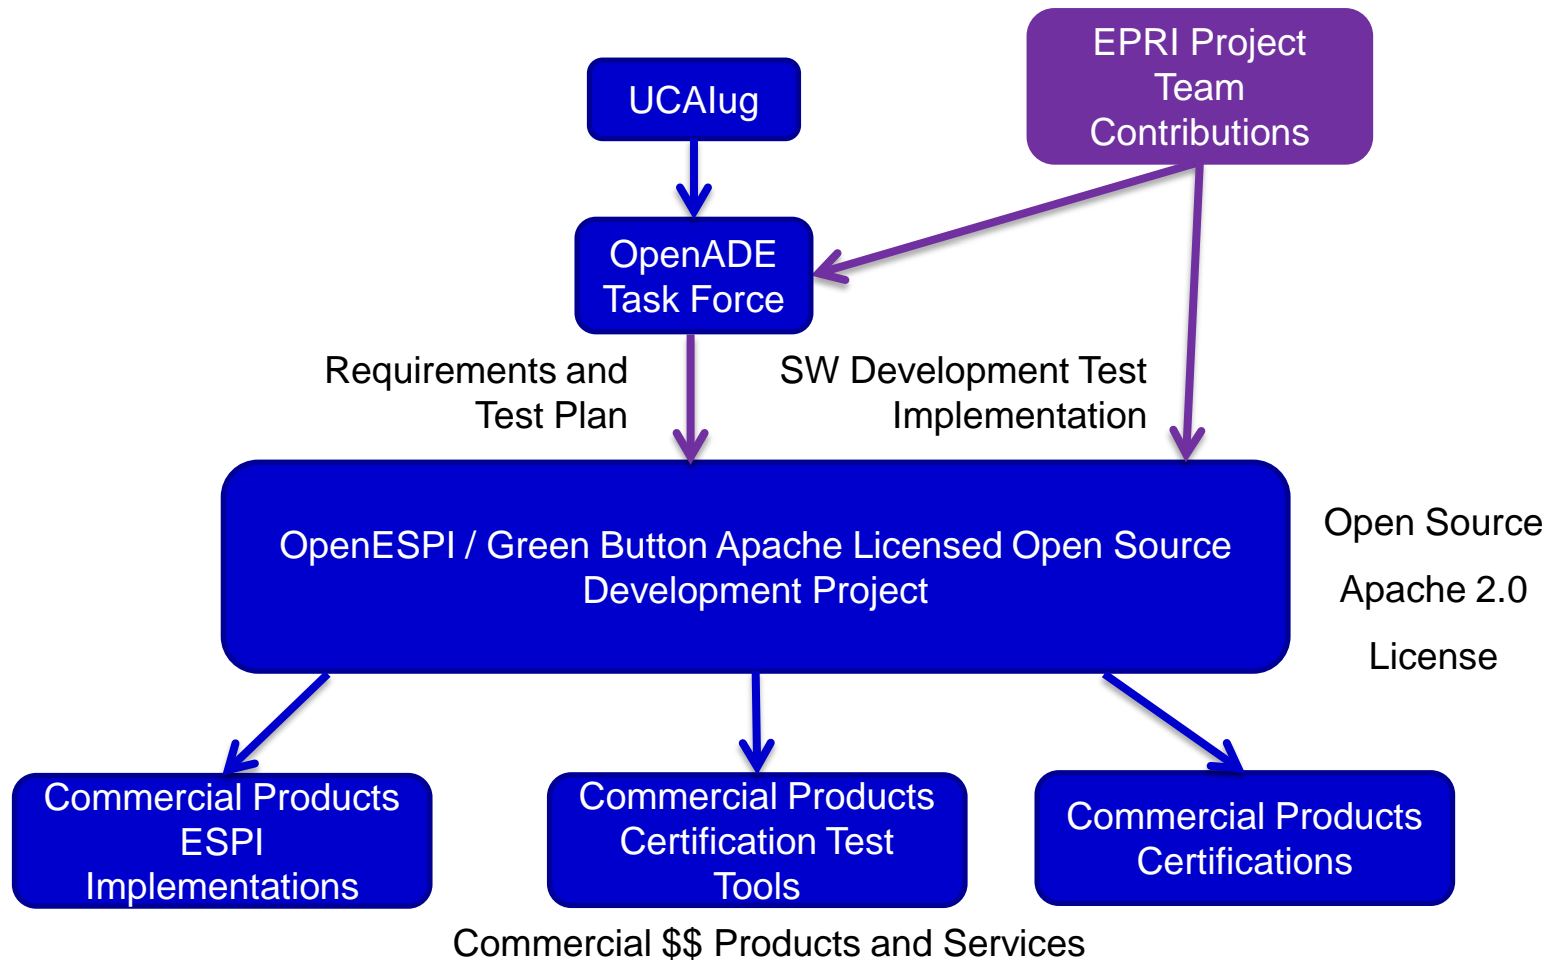 EPRI Project
Team
Contributions
UCAIug
OpenADE
Task Force
Requirements and
Test Plan
SW Development Test
Implementation
OpenESPI / Green Button Apache Licensed Open Source
Development Project
Open Source
Apache 2.0
License
Commercial Products
ESPI
Implementations
Commercial Products
Certification Test
Tools
Commercial Products
Certifications
Commercial $$ Products and Services